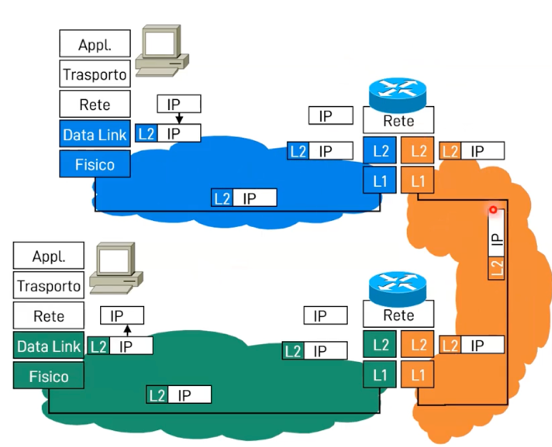 Appl.
Trasporto
Rete
IP
IP
Data Link
L2 IP
Rete
L2 IP
L2
L2
L2 IP
Fisico
L1
L1
L2 IP
L2 IP
Appl.
Trasporto
Rete
IP
IP
Rete
Data Link
L2 IP
L2 IP
L2
L2
L2 IP
Fisico
L1
L1
L2 IP